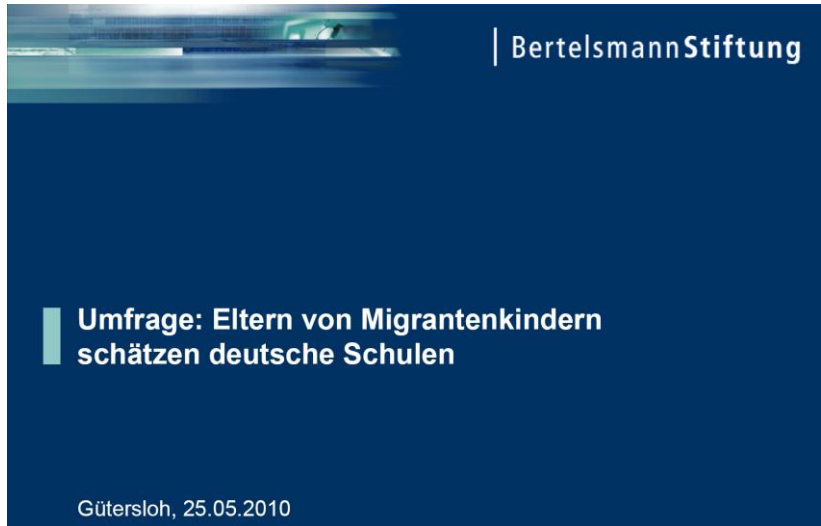 BertelsmannStiftung
Umfrage: Eltern von Migrantenkindern
schätzen deutsche Schulen
Gütersloh, 25.05.2010